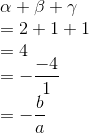 α + β + γ
= 2 + 1 + 1
= 4
= − −4/1
= − b/a